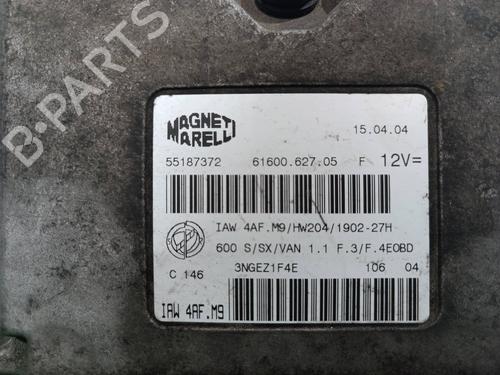 B-PARTS
MAGNETI
MARELLI
15.04.04
55187372 61600.627.05 F 12V=
IAW 4AF.M9/HW204/1902-27H
600 S/SX/VAN 1.1 F.3/F.4EOBD
C 146 3NGEZ1F4E 106 04
IAW 4AF.M9